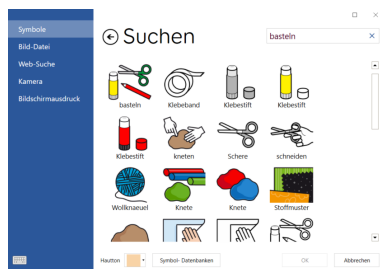 Symbole
Bild-Datei
Web-Suche
Kamera
Bildschirmausdruck
Suchen
basteln
basteln
Klebeband
Klebestift
Klebestift
Klebestift
kneten
Schere
schneiden
Wollknaeuel
Knete
Knete
Stoffmuster
Hautton
Symbol- Datenbanken
OK
Abbrechen